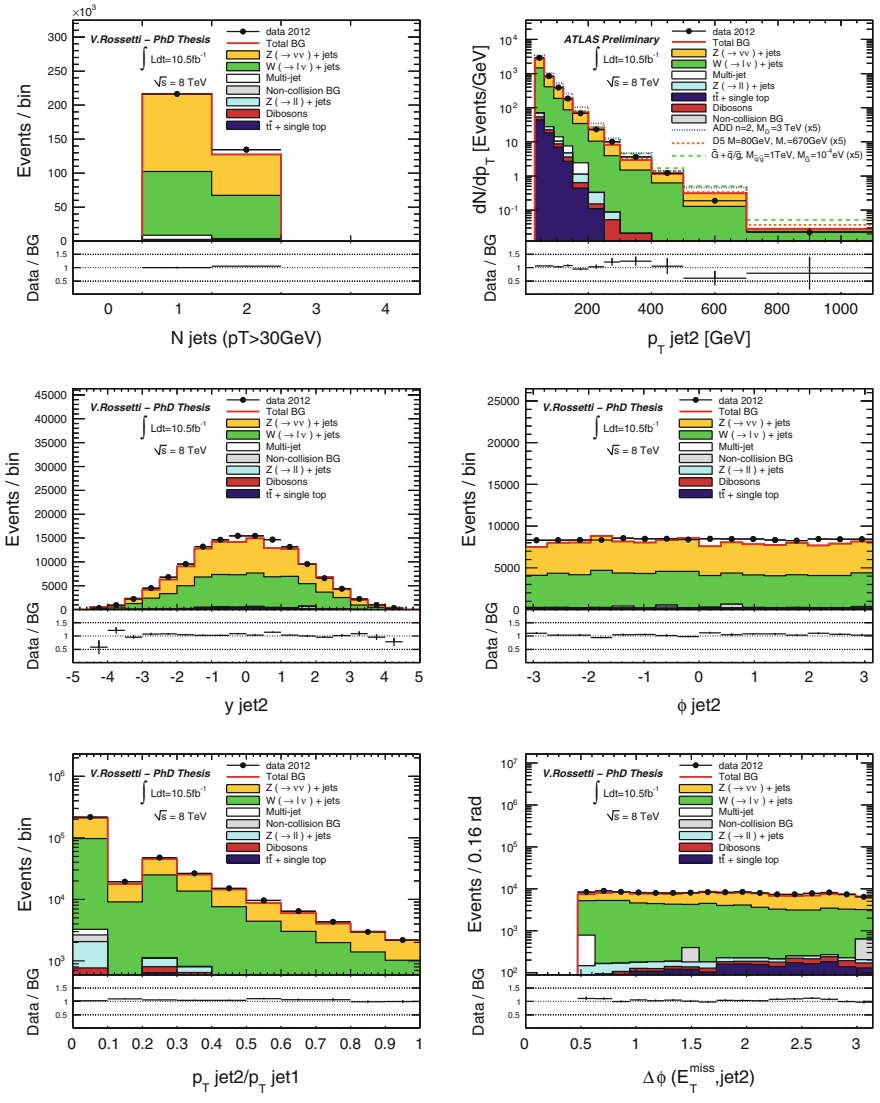 ×10³
300
250
200
150
100
50
0
Events / bin
V.Rossetti – PhD Thesis
∫ Ldt=10.5fb⁻¹
√s = 8 TeV
data 2012
Total BG
Z (→ νν) + jets
W (→ l ν) + jets
Multi-jet
Non-collision BG
Z (→ ll) + jets
Dibosons
tt̄ + single top
1.5
1
0.5
Data / BG
0 1 2 3 4
N jets (pT>30GeV)
10⁴
10³
10²
10
1
10⁻¹
dN/dp_T [Events/GeV]
ATLAS Preliminary
∫ Ldt=10.5fb⁻¹
√s = 8 TeV
data 2012
Total BG
Z (→ νν) + jets
W (→ l ν) + jets
Multi-jet
Z (→ ll) + jets
tt̄ + single top
Dibosons
Non-collision BG
ADD n=2, M_D=3 TeV (x5)
D5 M=80GeV, M_*=670GeV (x5)
G̃ + q̃/g̃, M_q̃/g̃=1TeV, M_G̃=10⁻⁴eV (x5)
1.5
1
0.5
Data / BG
200 400 600 800 1000
p_T jet2 [GeV]
45000
40000
35000
30000
25000
20000
15000
10000
5000
0
Events / bin
V.Rossetti – PhD Thesis
∫ Ldt=10.5fb⁻¹
√s = 8 TeV
data 2012
Total BG
Z (→ νν) + jets
W (→ l ν) + jets
Multi-jet
Non-collision BG
Z (→ ll) + jets
Dibosons
tt̄ + single top
1.5
1.0
0.5
Data / BG
-5 -4 -3 -2 -1 0 1 2 3 4 5
y jet2
25000
20000
15000
10000
5000
0
Events / bin
V.Rossetti – PhD Thesis
∫ Ldt=10.5fb⁻¹
√s = 8 TeV
data 2012
Total BG
Z (→ νν) + jets
W (→ l ν) + jets
Multi-jet
Non-collision BG
Z (→ ll) + jets
Dibosons
tt̄ + single top
1.5
1.0
0.5
Data / BG
-3 -2 -1 0 1 2 3
ϕ jet2
10⁶
10⁵
10⁴
10³
Events / bin
V.Rossetti – PhD Thesis
∫ Ldt=10.5fb⁻¹
√s = 8 TeV
data 2012
Total BG
Z (→ νν) + jets
W (→ l ν) + jets
Multi-jet
Non-collision BG
Z (→ ll) + jets
Dibosons
tt̄ + single top
1.5
1.0
0.5
Data / BG
0 0.1 0.2 0.3 0.4 0.5 0.6 0.7 0.8 0.9 1
p_T jet2/p_T jet1
10⁷
10⁶
10⁵
10⁴
10³
10²
Events / 0.16 rad
V.Rossetti – PhD Thesis
∫ Ldt=10.5fb⁻¹
√s = 8 TeV
data 2012
Total BG
Z (→ νν) + jets
W (→ l ν) + jets
Multi-jet
Non-collision BG
Z (→ ll) + jets
Dibosons
tt̄ + single top
1.5
1.0
0.5
Data / BG
0 0.5 1 1.5 2 2.5 3
Δϕ (E_T^miss,jet2)